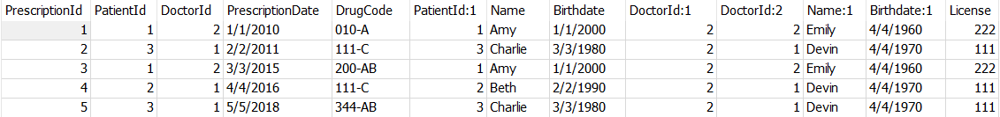 PrescriptionId PatientId DoctorId PrescriptionDate DrugCode PatientId:1 Name Birthdate DoctorId:1 DoctorId:2 Name:1 Birthdate:1 License
1 1 2 1/1/2010 010-A 1 Amy 1/1/2000 2 2 Emily 4/4/1960 222
2 3 1 2/2/2011 111-C 3 Charlie 3/3/1980 2 1 Devin 4/4/1970 111
3 1 2 3/3/2015 200-AB 1 Amy 1/1/2000 2 2 Emily 4/4/1960 222
4 2 1 4/4/2016 111-C 2 Beth 2/2/1990 2 1 Devin 4/4/1970 111
5 3 1 5/5/2018 344-AB 3 Charlie 3/3/1980 2 1 Devin 4/4/1970 111